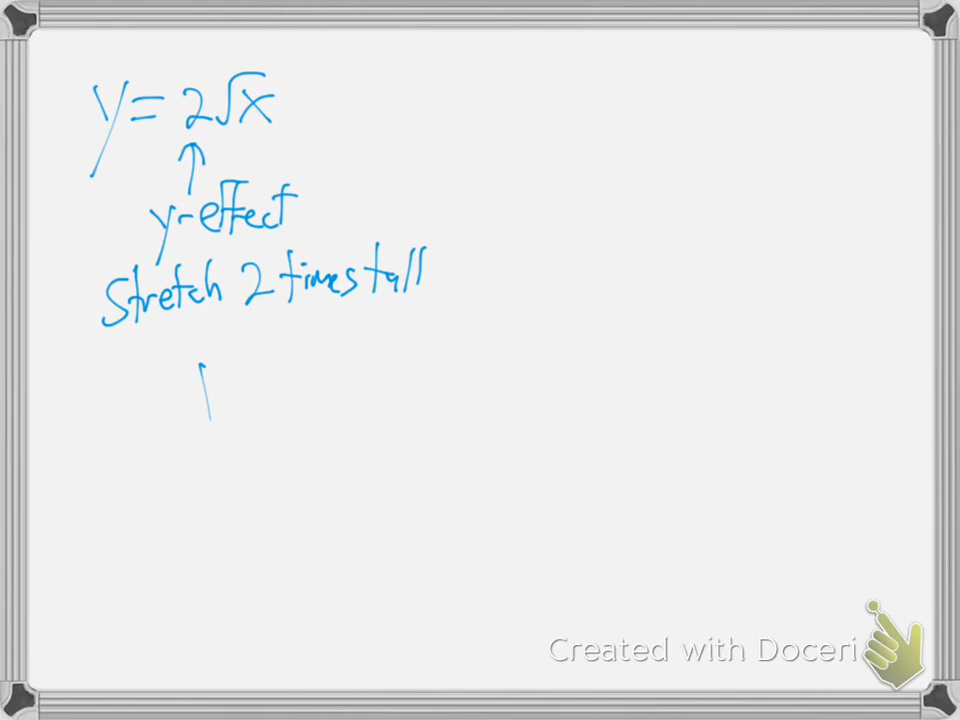 y = 2√x
y-effect
Stretch 2 times tall
Created with Doceri